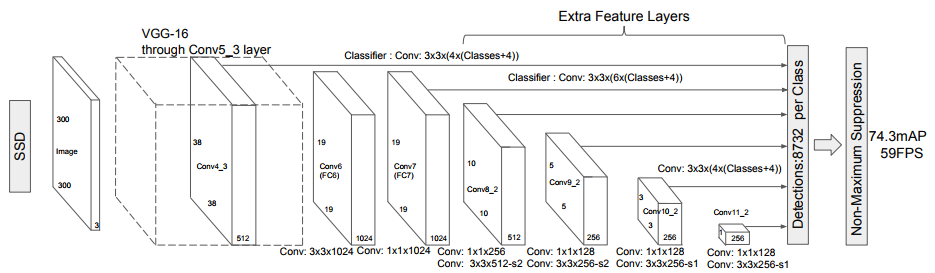 Extra Feature Layers
VGG-16
through Conv5_3 layer
Classifier : Conv: 3x3x(4x(Classes+4))
Classifier : Conv: 3x3x(6x(Classes+4))
SSD
300
Image
300
3
38
Conv4_3
38
512
19
Conv6
(FC6)
19
1024
19
Conv7
(FC7)
19
1024
10
Conv8_2
10
512
5
Conv9_2
5
256
Conv: 3x3x(4x(Classes+4))
3
Conv10_2
3
256
Conv11_2
1
256
Detections:8732 per Class
Non-Maximum Suppression
74.3mAP
59FPS
Conv: 3x3x1024
Conv: 1x1x1024
Conv: 1x1x256
Conv: 3x3x512-s2
Conv: 1x1x128
Conv: 3x3x256-s2
Conv: 1x1x128
Conv: 3x3x256-s1
Conv: 1x1x128
Conv: 3x3x256-s1